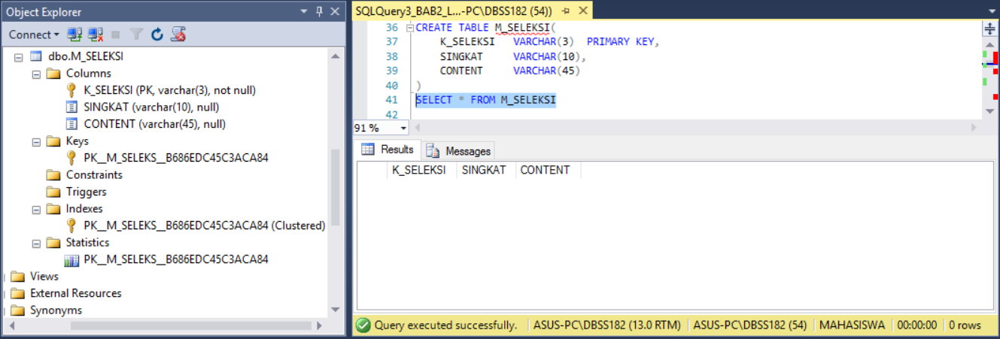 Object Explorer
Connect
dbo.M_SELEKSI
Columns
K_SELEKSI (PK, varchar(3), not null)
SINGKAT (varchar(10), null)
CONTENT (varchar(45), null)
Keys
PK__M_SELEKS__B686EDC45C3ACA84
Constraints
Triggers
Indexes
PK__M_SELEKS__B686EDC45C3ACA84 (Clustered)
Statistics
PK__M_SELEKS__B686EDC45C3ACA84
Views
External Resources
Synonyms
SQLQuery3_BAB2_L...-PC\DBSS182 (54))
36 CREATE TABLE M_SELEKSI(
37 K_SELEKSI VARCHAR(3) PRIMARY KEY,
38 SINGKAT VARCHAR(10),
39 CONTENT VARCHAR(45)
40 )
41 SELECT * FROM M_SELEKSI
42
91 %
Results Messages
K_SELEKSI SINGKAT CONTENT
Query executed successfully. ASUS-PC\DBSS182 (13.0 RTM) ASUS-PC\DBSS182 (54) MAHASISWA 00:00:00 0 rows